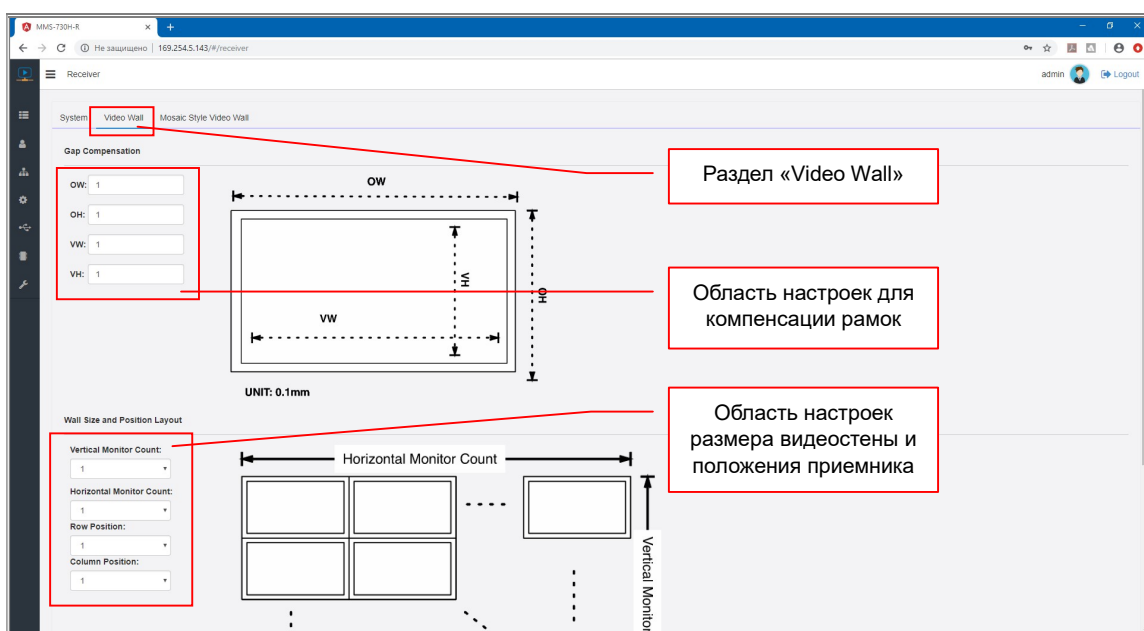 MMS-730H-R
Не защищено | 169.254.5.143/#/receiver
Receiver
admin
Logout
System
Video Wall
Mosaic Style Video Wall
Gap Compensation
Раздел «Video Wall»
OW: 1
OH: 1
VW: 1
VH: 1
OW
VH
OH
VW
UNIT: 0.1mm
Область настроек для
компенсации рамок
Wall Size and Position Layout
Область настроек
размера видеостены и
положения приемника
Vertical Monitor Count:
1
Horizontal Monitor Count:
1
Row Position:
1
Column Position:
1
Horizontal Monitor Count
Vertical Monitor